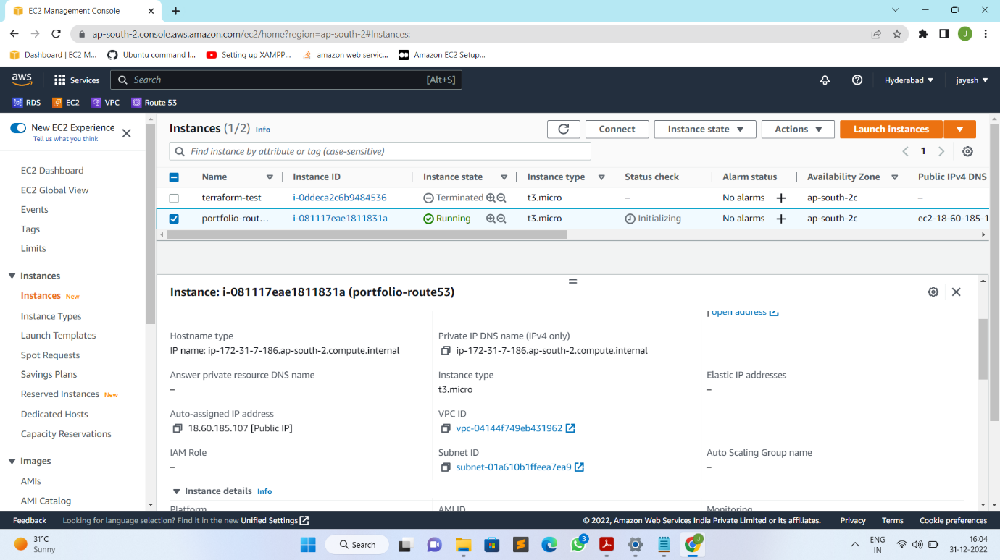 EC2 Management Console
ap-south-2.console.aws.amazon.com/ec2/home?region=ap-south-2#Instances:
J
Dashboard | EC2 M... Ubuntu command l... Setting up XAMPP... amazon web servic... Amazon EC2 Setup...
aws Services Search [Alt+S] Hyderabad ▼ jayesh ▼
RDS EC2 VPC Route 53
New EC2 Experience
Tell us what you think
EC2 Dashboard
EC2 Global View
Events
Tags
Limits
Instances
Instances New
Instance Types
Launch Templates
Spot Requests
Savings Plans
Reserved Instances New
Dedicated Hosts
Capacity Reservations
Images
AMIs
AMI Catalog
Instances (1/2) Info
Connect Instance state Actions Launch instances
Find instance by attribute or tag (case-sensitive) 1
Name Instance ID Instance state Instance type Status check Alarm status Availability Zone Public IPv4 DNS
terraform-test i-0ddeca2c6b9484536 Terminated t3.micro – No alarms + ap-south-2c –
portfolio-rout... i-081117eae1811831a Running t3.micro Initializing No alarms + ap-south-2c ec2-18-60-185-1
Instance: i-081117eae1811831a (portfolio-route53)
| open address
Hostname type
IP name: ip-172-31-7-186.ap-south-2.compute.internal
Private IP DNS name (IPv4 only)
ip-172-31-7-186.ap-south-2.compute.internal
Answer private resource DNS name
–
Instance type
t3.micro
Elastic IP addresses
–
Auto-assigned IP address
18.60.185.107 [Public IP]
VPC ID
vpc-04144f749eb431962
IAM Role
–
Subnet ID
subnet-01a610b1ffeea7ea9
Auto Scaling Group name
–
Instance details Info
Platform AMI ID Monitoring
Feedback Looking for language selection? Find it in the new Unified Settings © 2022, Amazon Web Services India Private Limited or its affiliates. Privacy Terms Cookie preferences
31°C
Sunny
Search
3
J
ENG
IN
16:04
31-12-2022